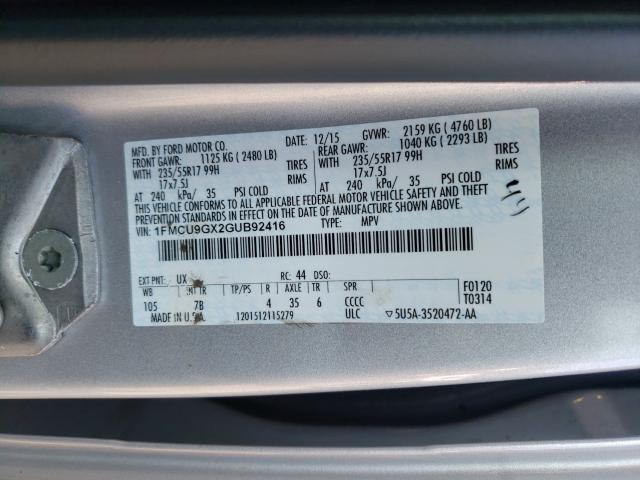 MFD. BY FORD MOTOR CO.
DATE: 12/15 GVWR: 2159 KG ( 4760 LB)
FRONT GAWR: 1125 KG ( 2480 LB) REAR GAWR: 1040 KG ( 2293 LB)
WITH 235/55R17 99H TIRES WITH 235/55R17 99H TIRES
17x7.5J RIMS 17x7.5J RIMS
AT 240 kPa/ 35 PSI COLD AT 240 kPa/ 35 PSI COLD
THIS VEHICLE CONFORMS TO ALL APPLICABLE FEDERAL MOTOR VEHICLE SAFETY AND THEFT
PREVENTION STANDARDS IN EFFECT ON THE DATE OF MANUFACTURE SHOWN ABOVE.
VIN: 1FMCU9GX2GUB92416 TYPE: MPV
EXT PNT: UX RC: 44 DSO:
WB INT TR TP/PS R AXLE TR SPR F0120
105 7B 4 35 6 CCCC T0314
MADE IN U.S.A. 1201512115279 ULC ▽5U5A-3520472-AA